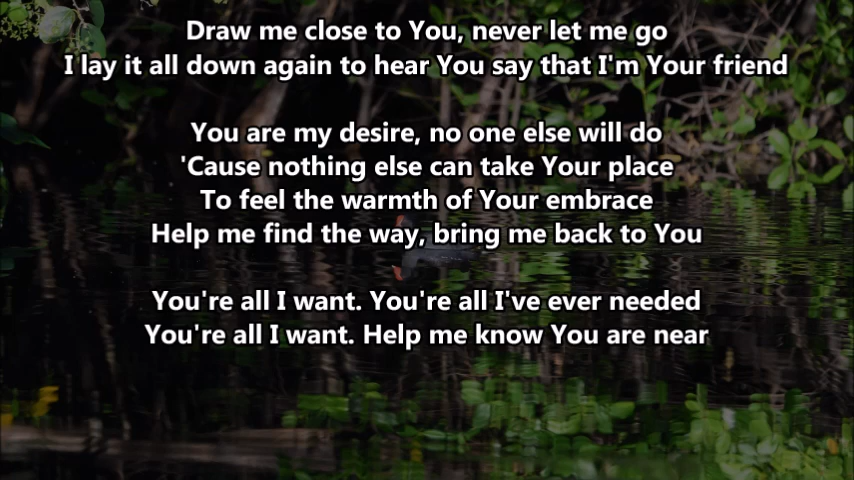 Draw me close to You, never let me go
I lay it all down again to hear You say that I'm Your friend
You are my desire, no one else will do
'Cause nothing else can take Your place
To feel the warmth of Your embrace
Help me find the way, bring me back to You
You're all I want. You're all I've ever needed
You're all I want. Help me know You are near